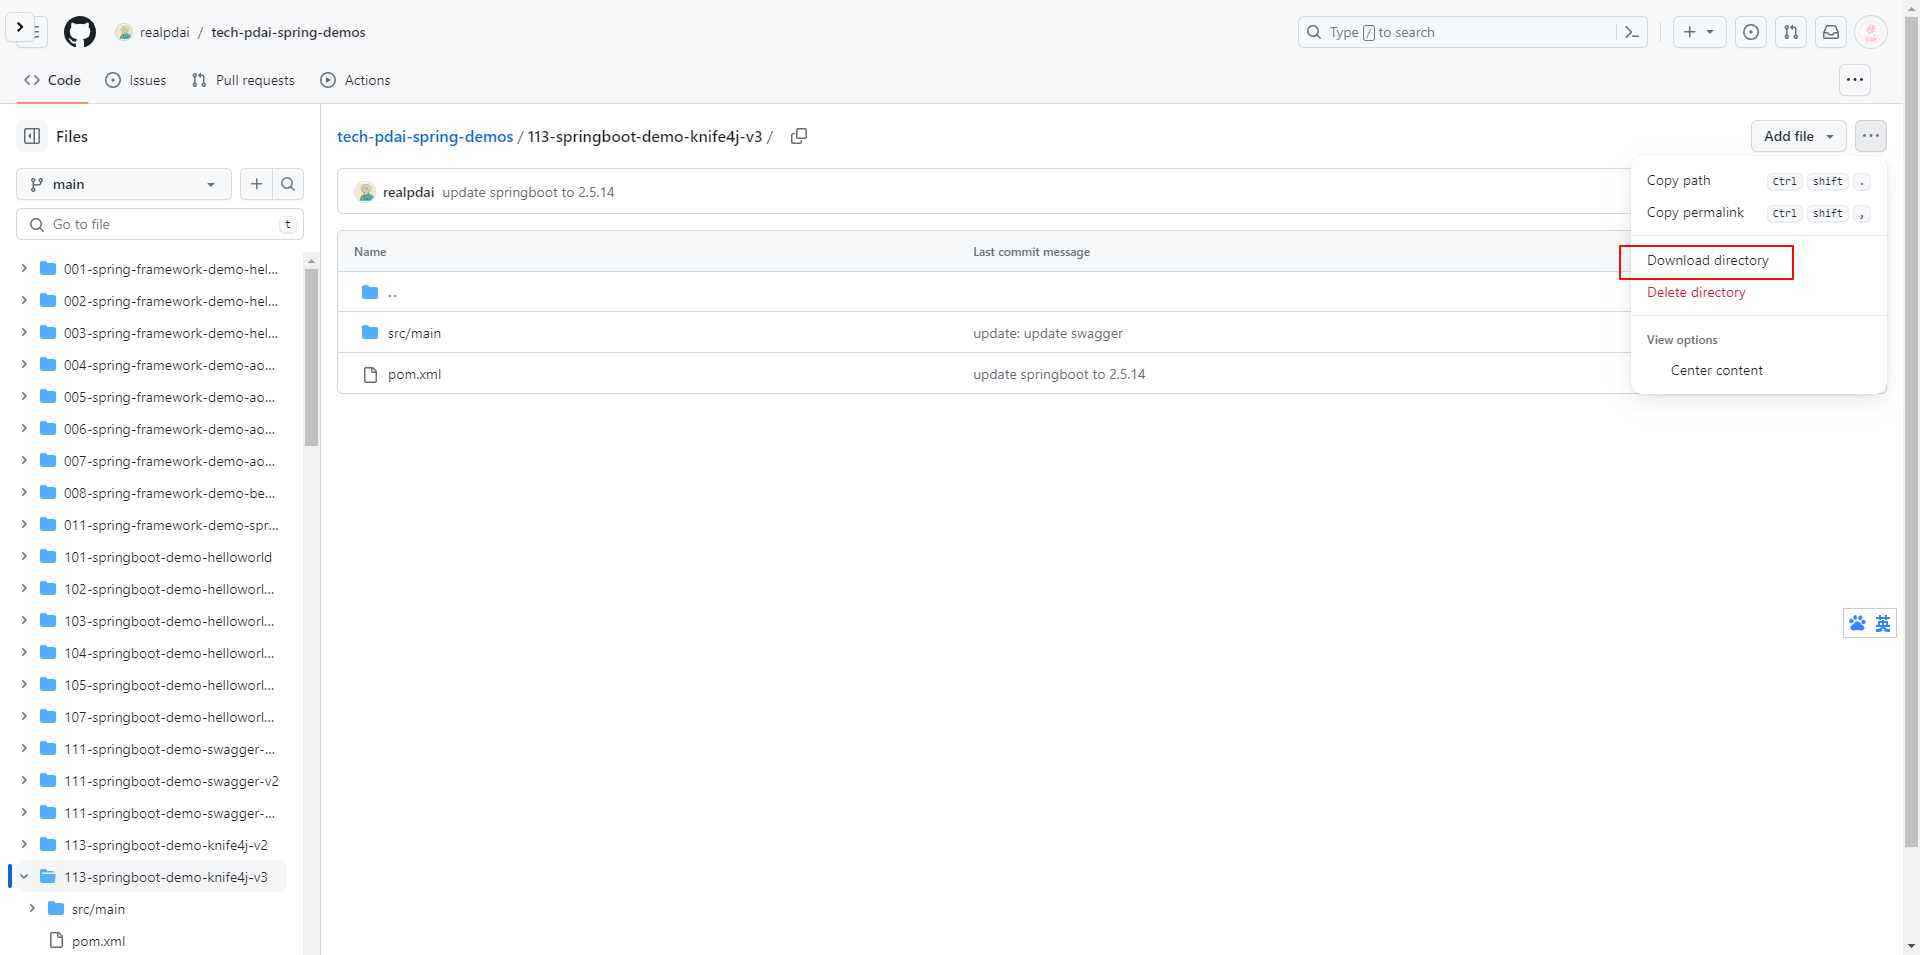 realpdai / tech-pdai-spring-demos
Type / to search
Code
Issues
Pull requests
Actions
Files
main
Go to file
t
001-spring-framework-demo-hel...
002-spring-framework-demo-hel...
003-spring-framework-demo-hel...
004-spring-framework-demo-ao...
005-spring-framework-demo-ao...
006-spring-framework-demo-ao...
007-spring-framework-demo-ao...
008-spring-framework-demo-be...
011-spring-framework-demo-spr...
101-springboot-demo-helloworld
102-springboot-demo-helloworl...
103-springboot-demo-helloworl...
104-springboot-demo-helloworl...
105-springboot-demo-helloworl...
107-springboot-demo-helloworl...
111-springboot-demo-swagger-...
111-springboot-demo-swagger-v2
111-springboot-demo-swagger-...
113-springboot-demo-knife4j-v2
113-springboot-demo-knife4j-v3
src/main
pom.xml
tech-pdai-spring-demos / 113-springboot-demo-knife4j-v3 /
Add file
realpdai update springboot to 2.5.14
Name Last commit message
..
src/main update: update swagger
pom.xml update springboot to 2.5.14
Copy path Ctrl shift .
Copy permalink Ctrl shift ,
Download directory
Delete directory
View options
Center content
英